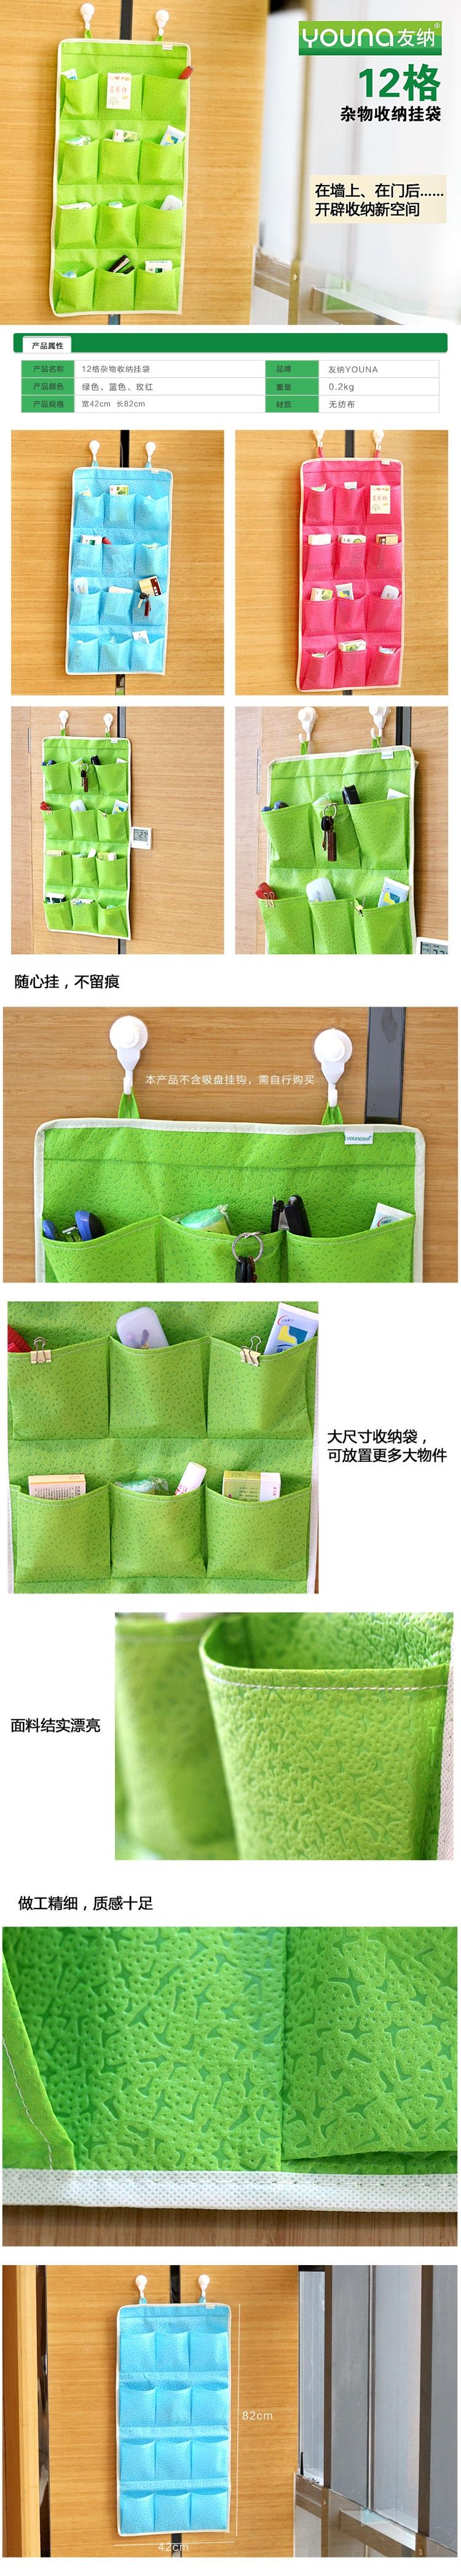 YOUNA友纳®
12格
杂物收纳挂袋
在墙上、在门后......
开辟收纳新空间
产品属性
产品名称 12格杂物收纳挂袋 品牌 友纳YOUNA
产品颜色 绿色、蓝色、玫红 重量 0.2kg
产品规格 宽42cm 长82cm 材质 无纺布
随心挂，不留痕
本产品不含吸盘挂钩，需自行购买
YOUNA友纳
大尺寸收纳袋，
可放置更多大物件
面料结实漂亮
做工精细，质感十足
82cm
42cm